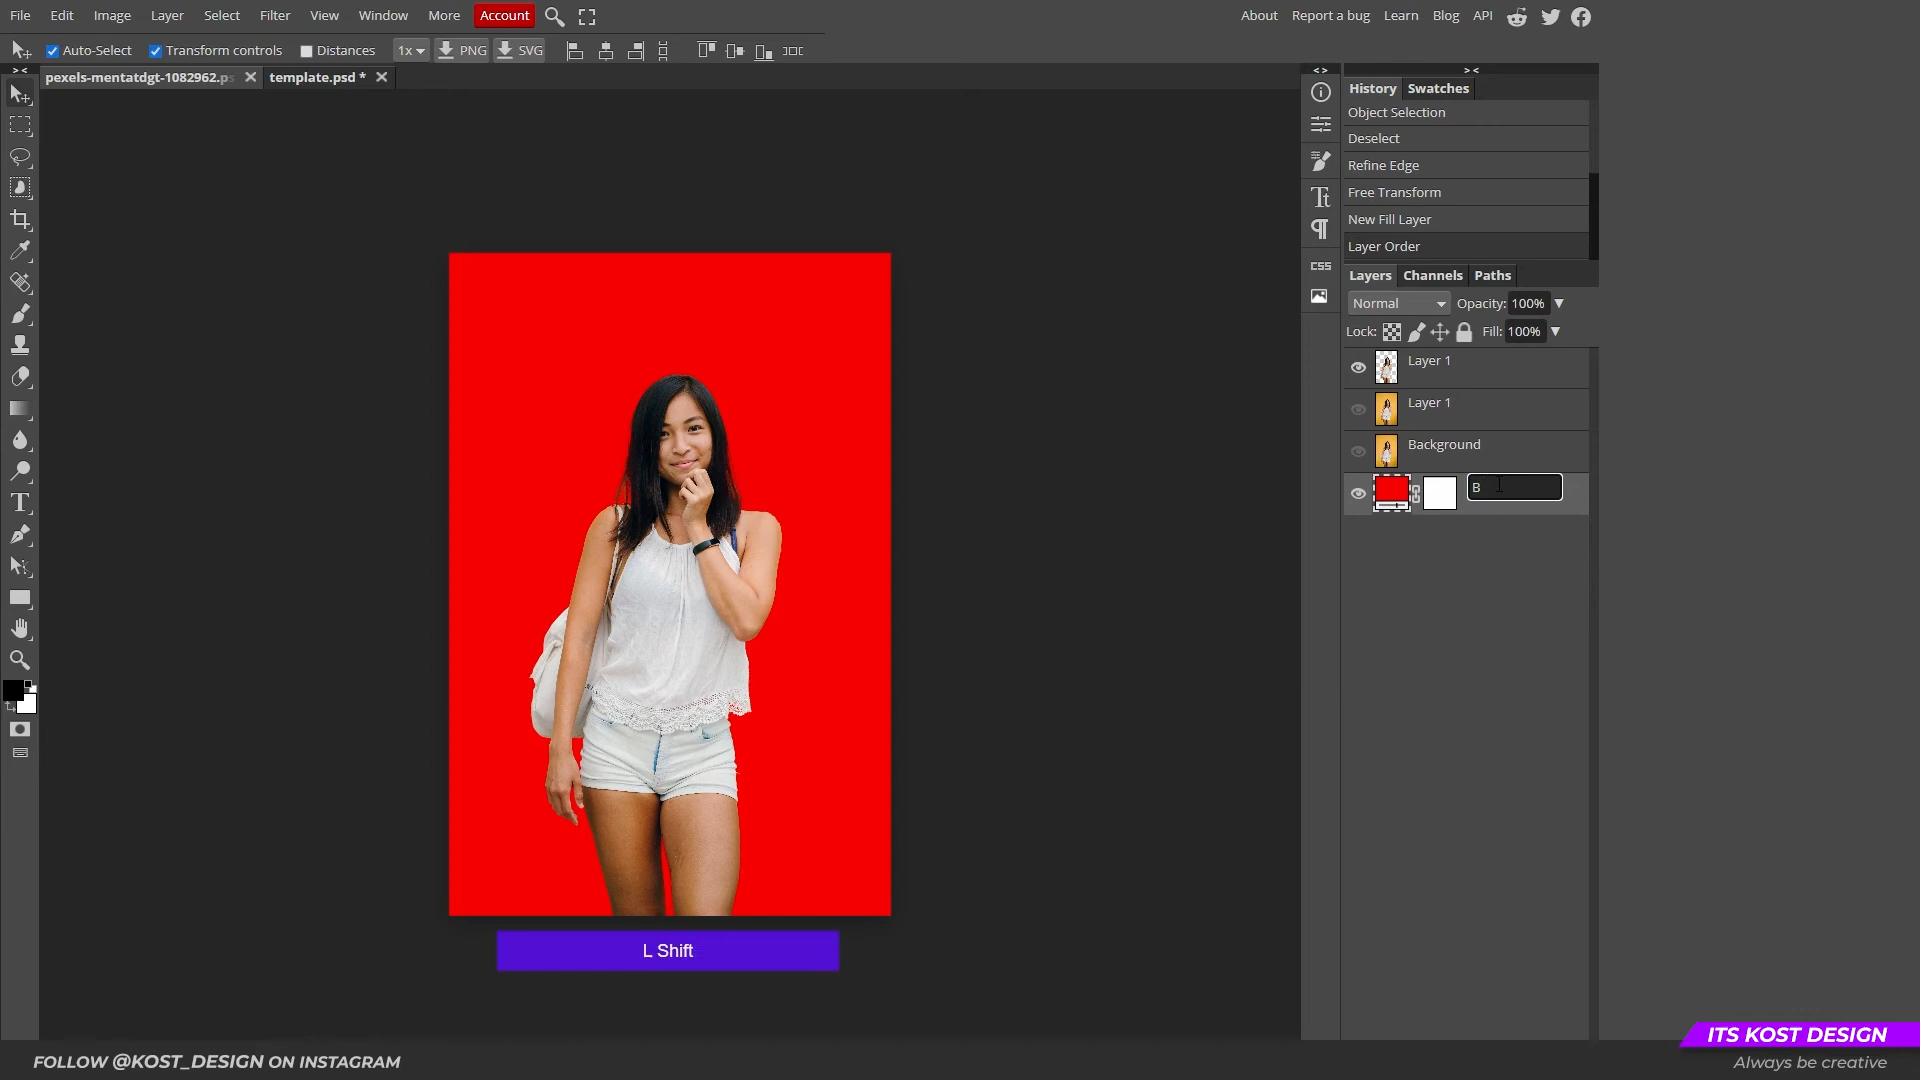 File Edit Image Layer Select Filter View Window More Account
About Report a bug Learn Blog API
Auto-Select Transform controls Distances 1x PNG SVG
pexels-mentatdgt-1082962.ps template.psd *
History Swatches
Object Selection
Deselect
Refine Edge
Free Transform
New Fill Layer
Layer Order
CSS
Layers Channels Paths
Normal Opacity: 100%
Lock: Fill: 100%
Layer 1
Layer 1
Background
B
L Shift
ITS KOST DESIGN
Always be creative
FOLLOW @KOST_DESIGN ON INSTAGRAM